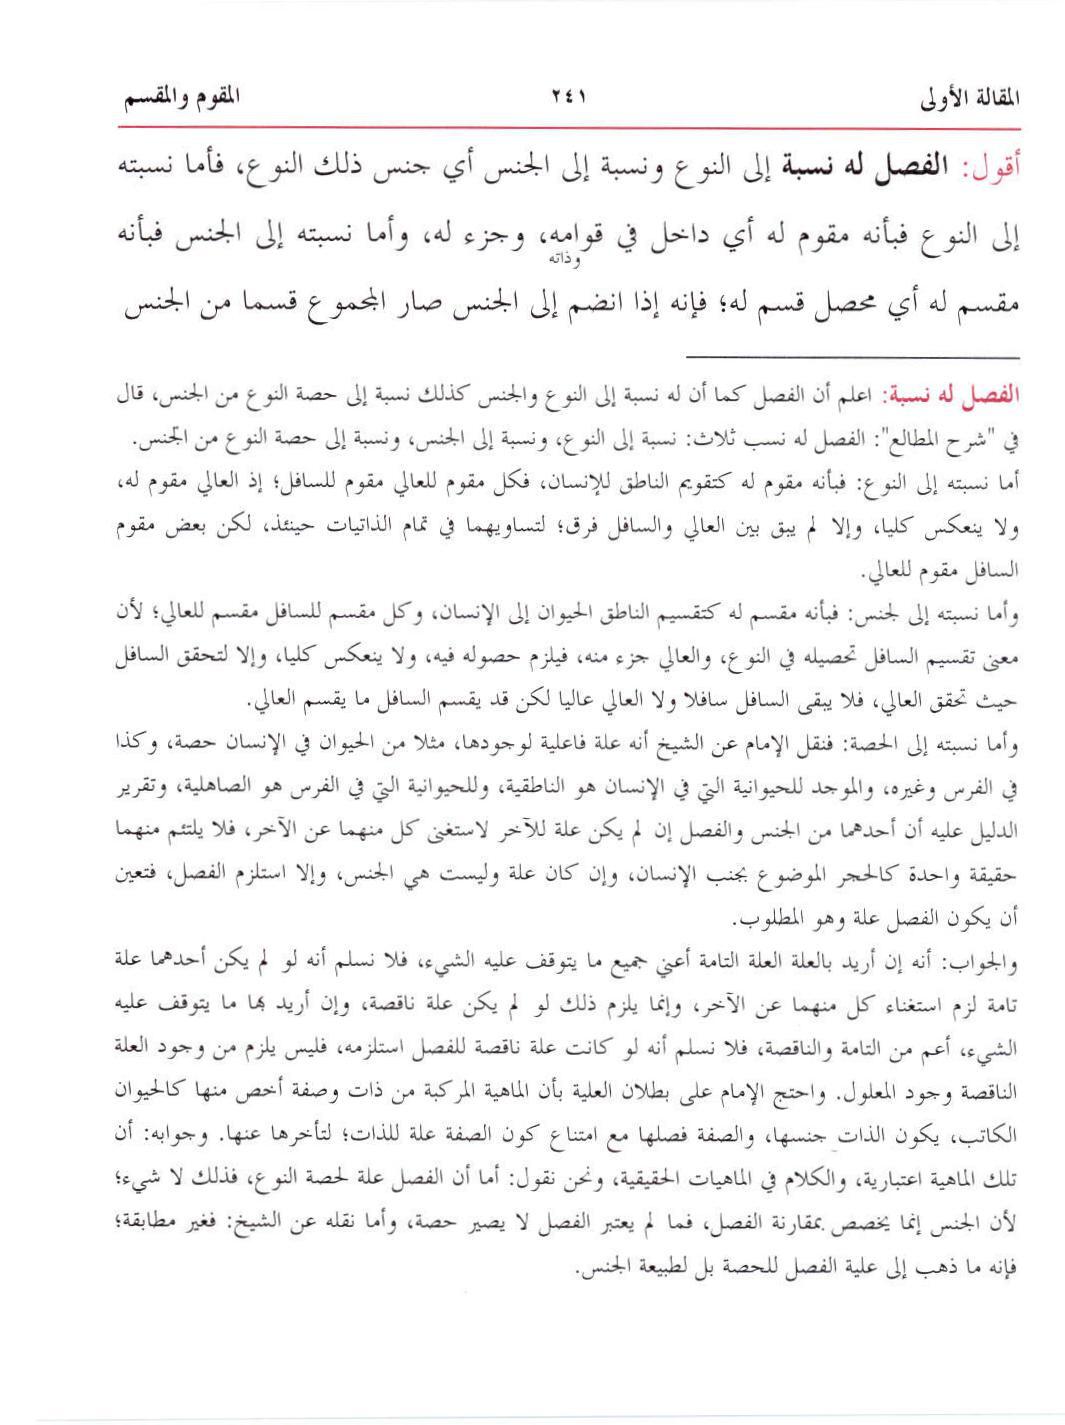 المقالة الأولى ٢٤١ المقوم والمقسم
أقول: الفصل له نسبة إلى النوع ونسبة إلى الجنس أي جنس ذلك النوع، فأما نسبته
إلى النوع فبأنه مقوم له أي داخل في قوامه، وجزء له، وأما نسبته إلى الجنس فبأنه
وذاته
مقسم له أي محصل قسم له؛ فإنه إذا انضم إلى الجنس صار المجموع قسما من الجنس
الفصل له نسبة: اعلم أن الفصل كما أن له نسبة إلى النوع والجنس كذلك نسبة إلى حصة النوع من الجنس، قال
في "شرح المطالع": الفصل له نسب ثلاث: نسبة إلى النوع، ونسبة إلى الجنس، ونسبة إلى حصة النوع من الجنس.
أما نسبته إلى النوع: فبأنه مقوم له كتقويم الناطق للإنسان، فكل مقوم للعالي مقوم للسافل؛ إذ العالي مقوم له،
ولا ينعكس كليا، وإلا لم يبق بين العالي والسافل فرق؛ لتساويهما في تمام الذاتيات حينئذ، لكن بعض مقوم
السافل مقوم للعالي.
وأما نسبته إلى لجنس: فبأنه مقسم له كتقسيم الناطق الحيوان إلى الإنسان، وكل مقسم للسافل مقسم للعالي؛ لأن
معنى تقسيم السافل تحصيله في النوع، والعالي جزء منه، فيلزم حصوله فيه، ولا ينعكس كليا، وإلا لتحقق السافل
حيث تحقق العالي، فلا يبقى السافل سافلا ولا العالي عاليا لكن قد يقسم السافل ما يقسم العالي.
وأما نسبته إلى الحصة: فنقل الإمام عن الشيخ أنه علة فاعلية لوجودها، مثلا من الحيوان في الإنسان حصة، وكذا
في الفرس وغيره، والموجد للحيوانية التي في الإنسان هو الناطقية، وللحيوانية التي في الفرس هو الصاهلية، وتقرير
الدليل عليه أن أحدهما من الجنس والفصل إن لم يكن علة للآخر لاستغنى كل منهما عن الآخر، فلا يلتئم منهما
حقيقة واحدة كالحجر الموضوع بجنب الإنسان، وإن كان علة وليست هي الجنس، وإلا استلزم الفصل، فتعين
أن يكون الفصل علة وهو المطلوب.
والجواب: أنه إن أريد بالعلة العلة التامة أعني جميع ما يتوقف عليه الشيء، فلا نسلم أنه لو لم يكن أحدهما علة
تامة لزم استغناء كل منهما عن الآخر، وإنما يلزم ذلك لو لم يكن علة ناقصة، وإن أريد بها ما يتوقف عليه
الشيء، أعم من التامة والناقصة، فلا نسلم أنه لو كانت علة ناقصة للفصل استلزمه، فليس يلزم من وجود العلة
الناقصة وجود المعلول. واحتج الإمام على بطلان العلية بأن الماهية المركبة من ذات وصفة أخص منها كالحيوان
الكاتب، يكون الذات جنسها، والصفة فصلها مع امتناع كون الصفة علة للذات؛ لتأخرها عنها. وجوابه: أن
تلك الماهية اعتبارية، والكلام في الماهيات الحقيقية، ونحن نقول: أما أن الفصل علة لحصة النوع، فذلك لا شيء؛
لأن الجنس إنما يخصص بمقارنة الفصل، فما لم يعتبر الفصل لا يصير حصة، وأما نقله عن الشيخ: فغير مطابقة؛
فإنه ما ذهب إلى علية الفصل للحصة بل لطبيعة الجنس.